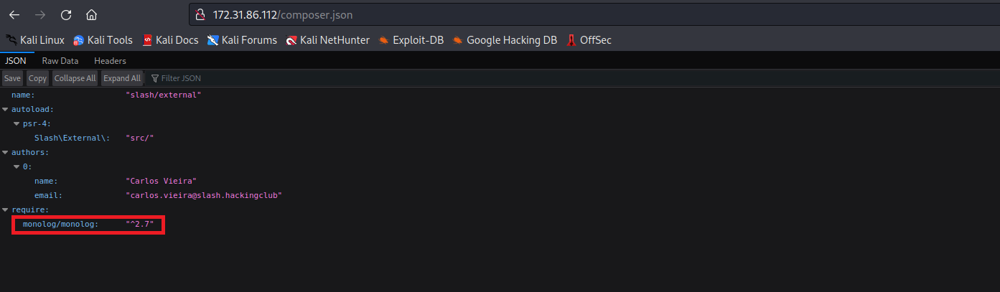 172.31.86.112/composer.json
Kali Linux Kali Tools Kali Docs Kali Forums Kali NetHunter Exploit-DB Google Hacking DB OffSec
JSON Raw Data Headers
Save Copy Collapse All Expand All Filter JSON
name: "slash/external"
autoload:
psr-4:
Slash\External\: "src/"
authors:
0:
name: "Carlos Vieira"
email: "carlos.vieira@slash.hackingclub"
require:
monolog/monolog: "^2.7"